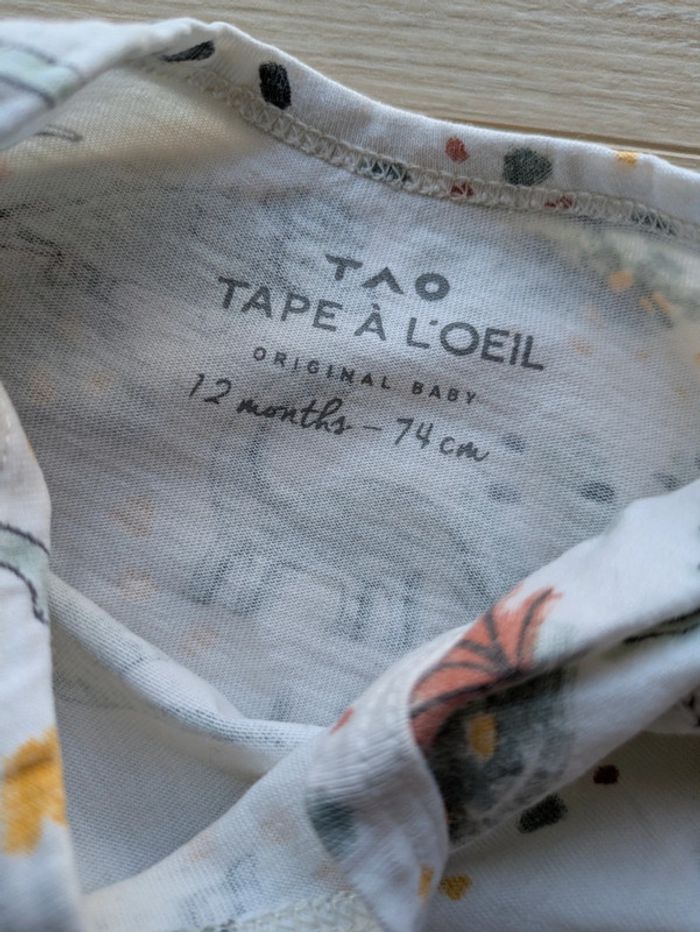 TAO
TAPE À L'OEIL
ORIGINAL BABY
12 months - 74 cm